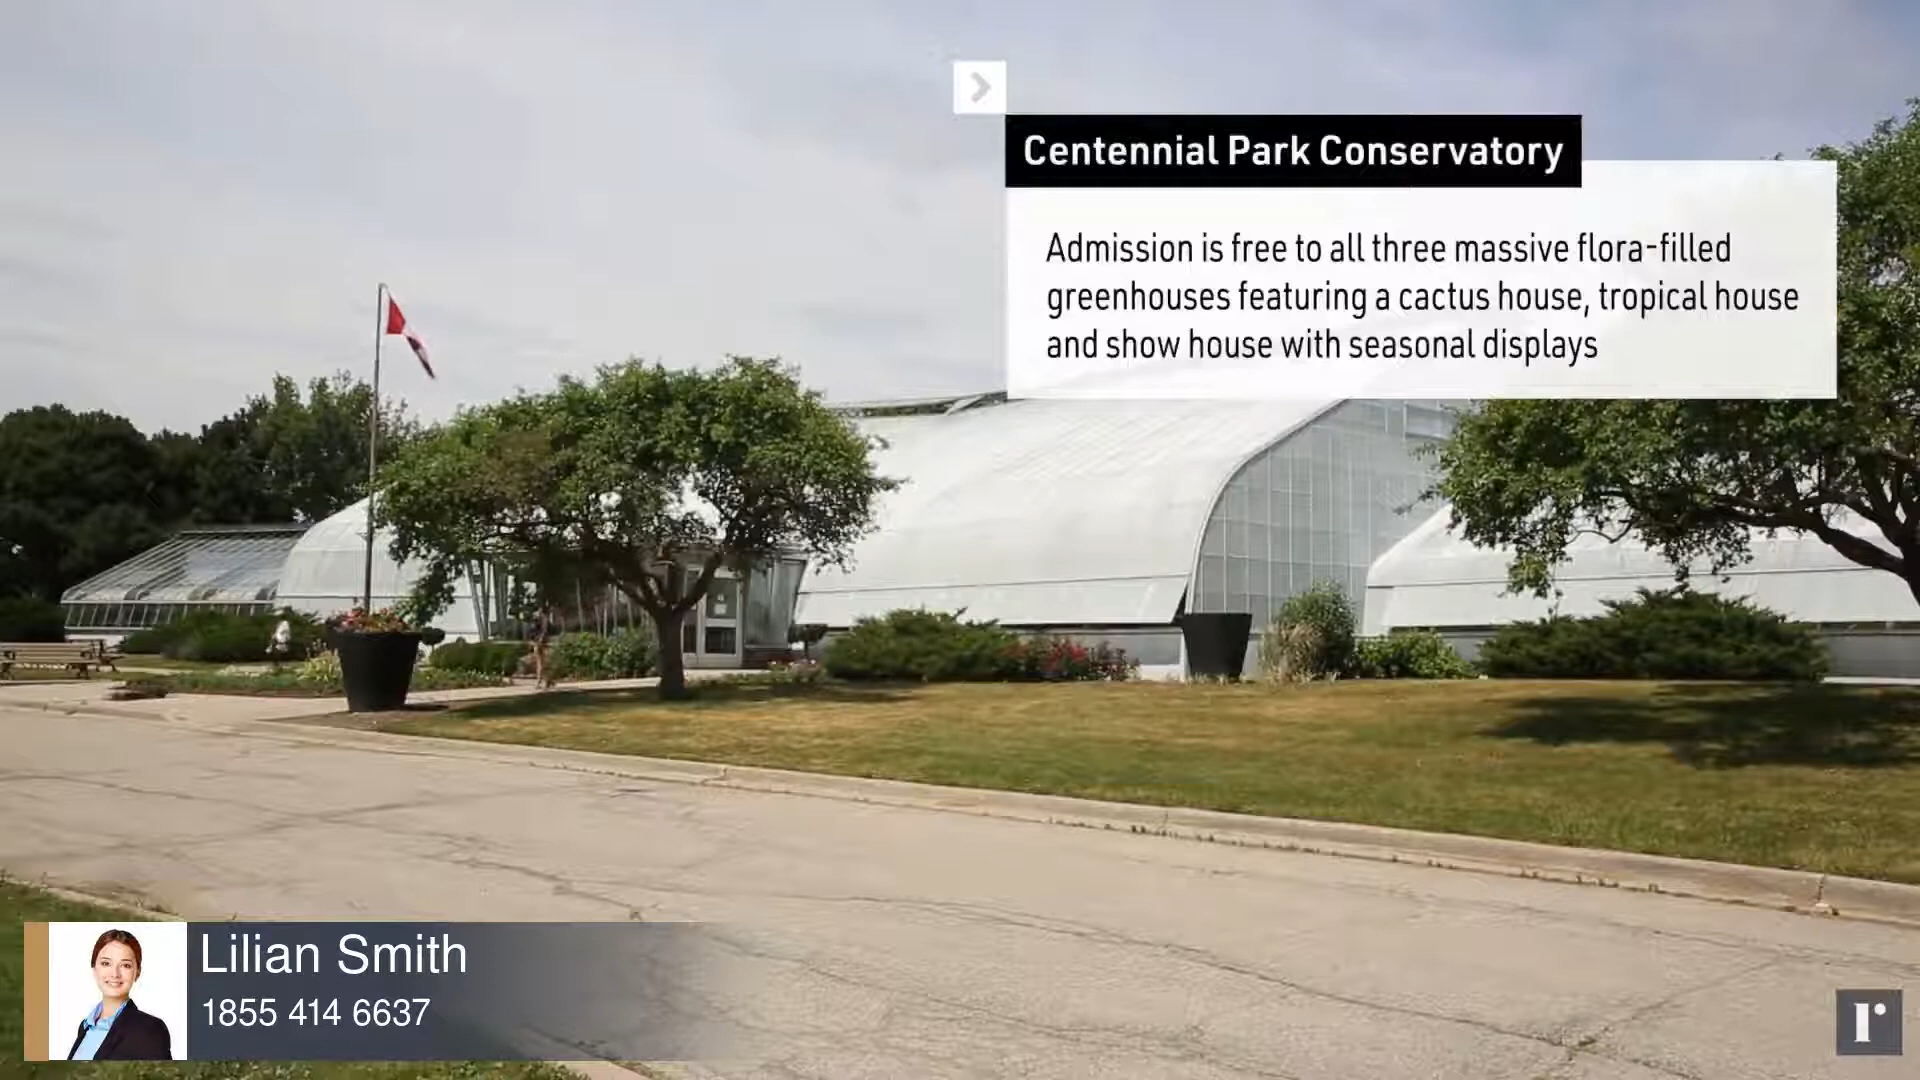 Centennial Park Conservatory
Admission is free to all three massive flora-filled
greenhouses featuring a cactus house, tropical house
and show house with seasonal displays
Lilian Smith
1855 414 6637
r